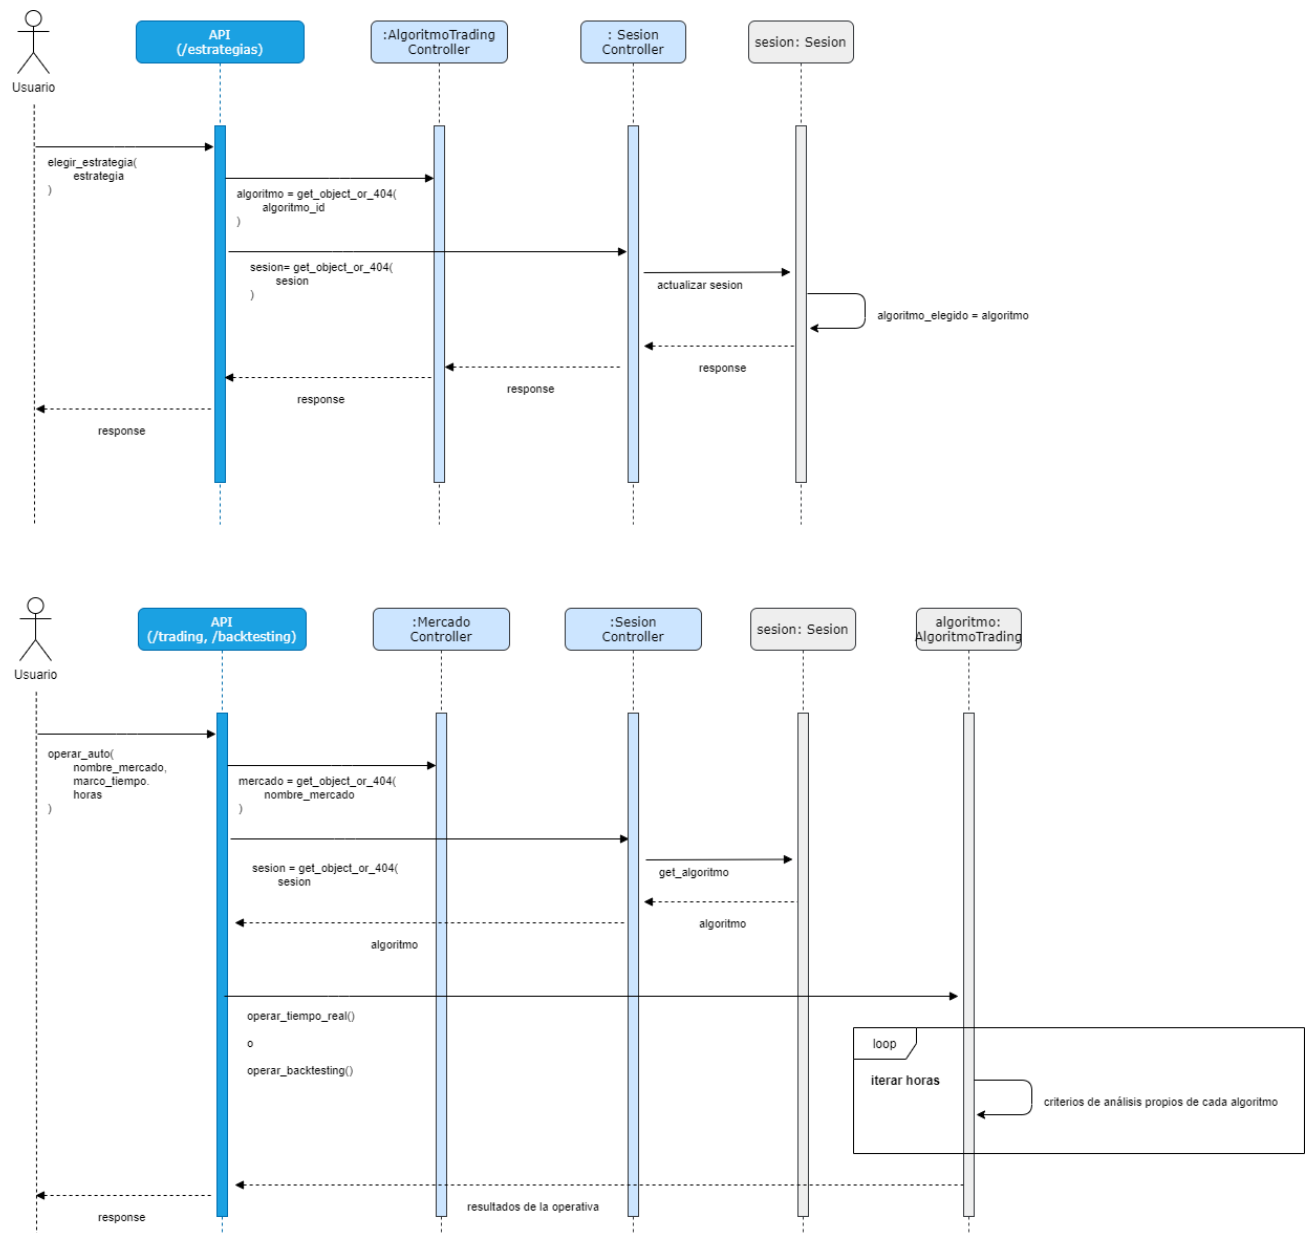 API
(/estrategias)
:AlgoritmoTrading
Controller
: Sesion
Controller
sesion: Sesion
Usuario
elegir_estrategia(
estrategia
)
algoritmo = get_object_or_404(
algoritmo_id
)
sesion= get_object_or_404(
sesion
)
actualizar sesion
algoritmo_elegido = algoritmo
response
response
response
response
API
(/trading, /backtesting)
:Mercado
Controller
:Sesion
Controller
sesion: Sesion
algoritmo:
AlgoritmoTrading
Usuario
operar_auto(
nombre_mercado,
marco_tiempo.
horas
)
mercado = get_object_or_404(
nombre_mercado
)
sesion = get_object_or_404(
sesion
get_algoritmo
algoritmo
algoritmo
operar_tiempo_real()
o
operar_backtesting()
loop
iterar horas
criterios de análisis propios de cada algoritmo
resultados de la operativa
response